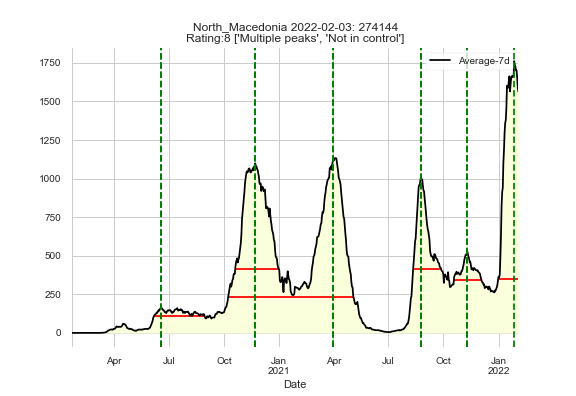 North_Macedonia 2022-02-03: 274144
Rating:8 ['Multiple peaks', 'Not in control']
Average-7d
1750
1500
1250
1000
750
500
250
0
Apr Jul Oct Jan Apr Jul Oct Jan
2021 2022
Date